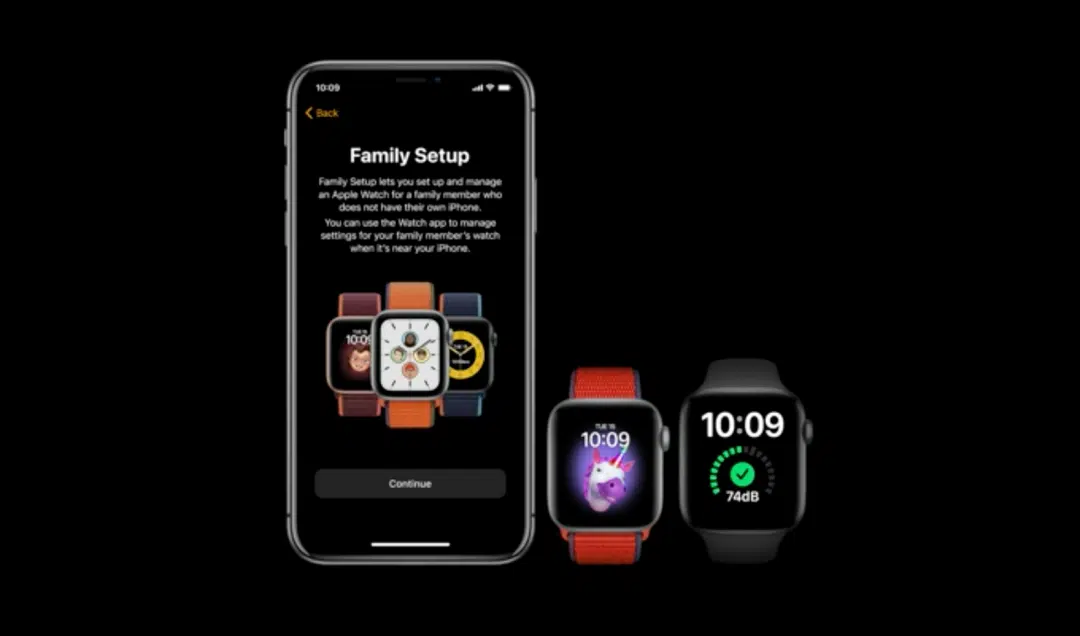 10:09
Back
Family Setup
Family Setup lets you set up and manage
an Apple Watch for a family member who
does not have their own iPhone.
You can use the Watch app to manage
settings for your family member's watch
when it's near your iPhone.
TUE 15
10:09
Continue
TUE 15
10:09
10:09
74dB